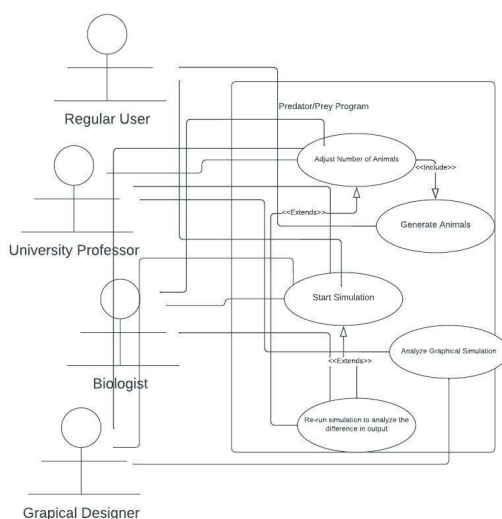 Predator/Prey Program
Regular User
Adjust Number of Animals
<<Include>>
<<Extends>>
Generate Animals
University Professor
Start Simulation
Analyze Graphical Simulation
<<Extends>>
Biologist
Re-run simulation to analyze the
difference in output
Grapical Designer